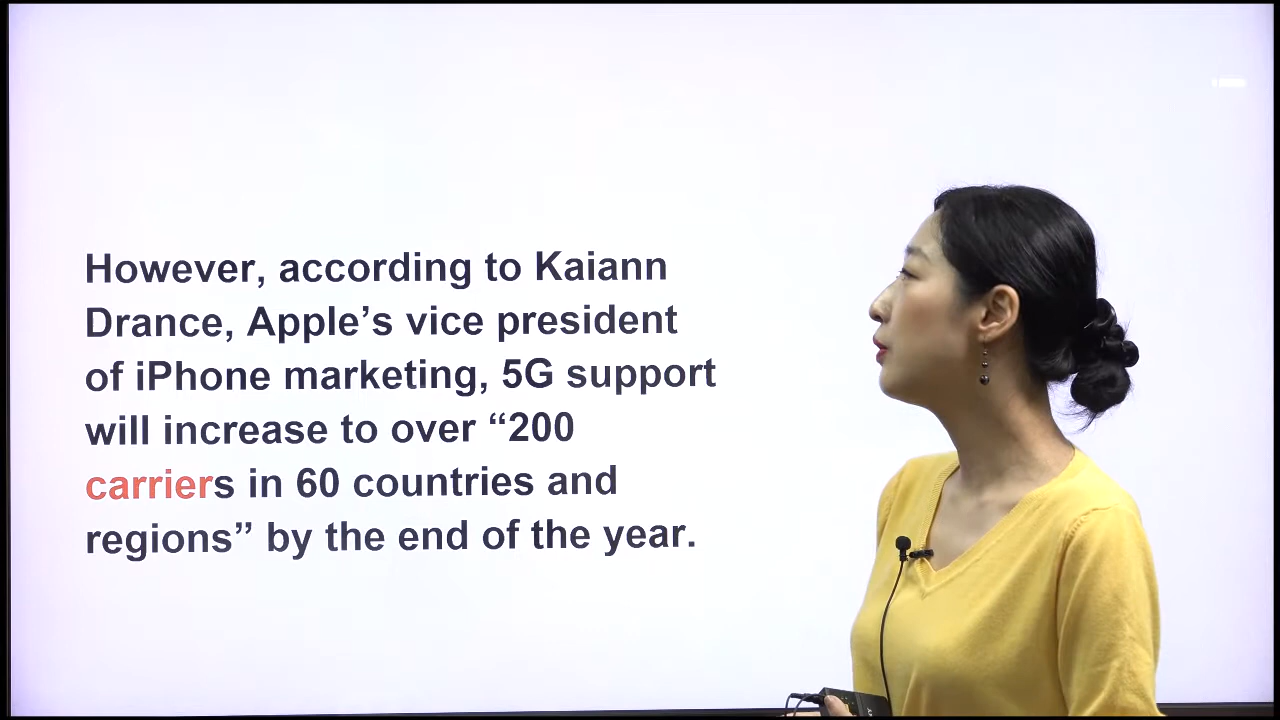 However, according to Kaiann
Drance, Apple’s vice president
of iPhone marketing, 5G support
will increase to over “200
carriers in 60 countries and
regions” by the end of the year.